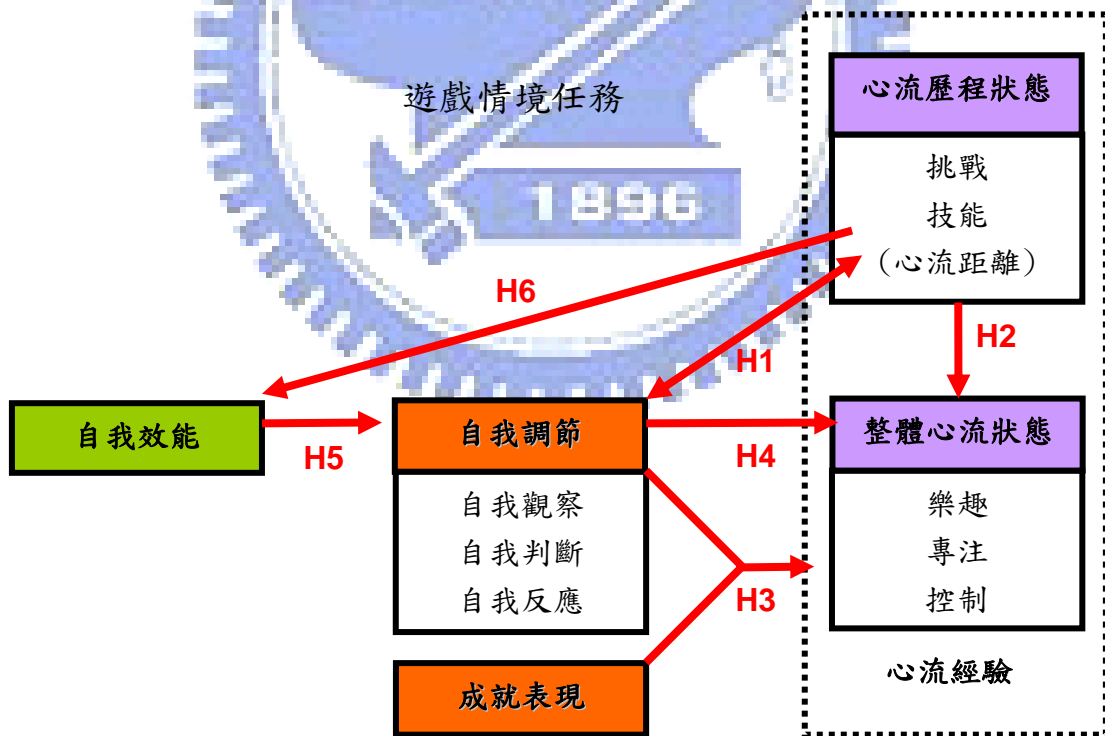 遊戲情境任務
1896
心流歷程狀態
挑戰
技能
（心流距離）
H6
H1
H2
自我效能
H5
自我調節
自我觀察
自我判斷
自我反應
H4
整體心流狀態
樂趣
專注
控制
H3
成就表現
心流經驗